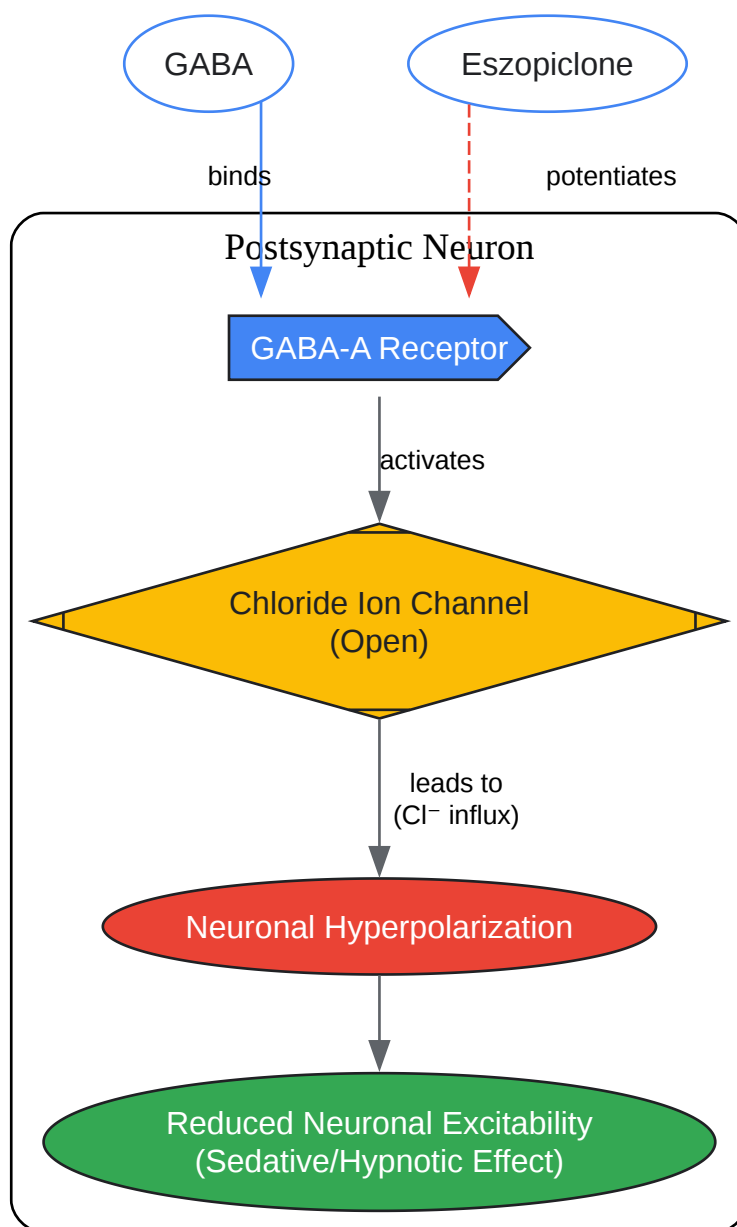 GABA
Eszopiclone
binds
potentiates
Postsynaptic Neuron
GABA-A Receptor
activates
Chloride Ion Channel
(Open)
leads to
(Cl⁻ influx)
Neuronal Hyperpolarization
Reduced Neuronal Excitability
(Sedative/Hypnotic Effect)